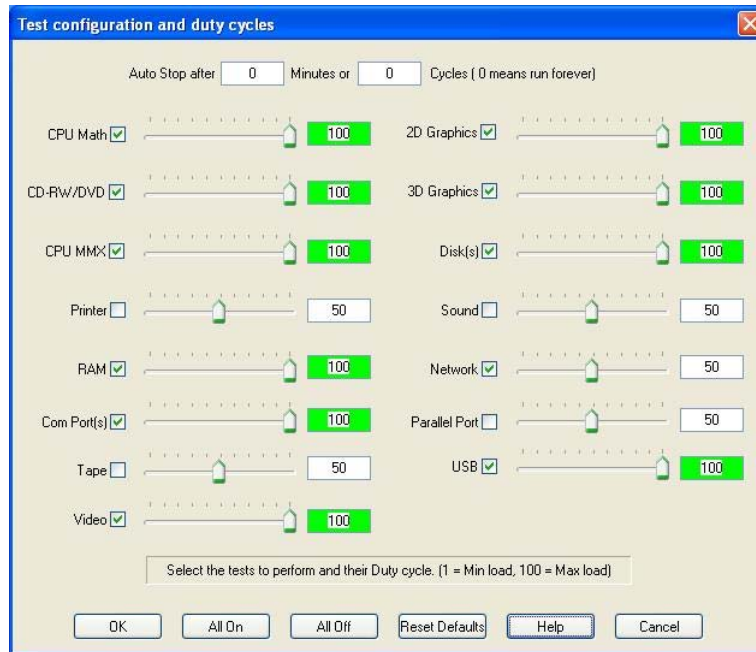 Test configuration and duty cycles
Auto Stop after 0 Minutes or 0 Cycles ( 0 means run forever)
CPU Math 100 2D Graphics 100
CD-RW/DVD 100 3D Graphics 100
CPU MMX 100 Disk(s) 100
Printer 50 Sound 50
RAM 100 Network 50
Com Port(s) 100 Parallel Port 50
Tape 50 USB 100
Video 100
Select the tests to perform and their Duty cycle. (1 = Min load, 100 = Max load)
OK All On All Off Reset Defaults Help Cancel